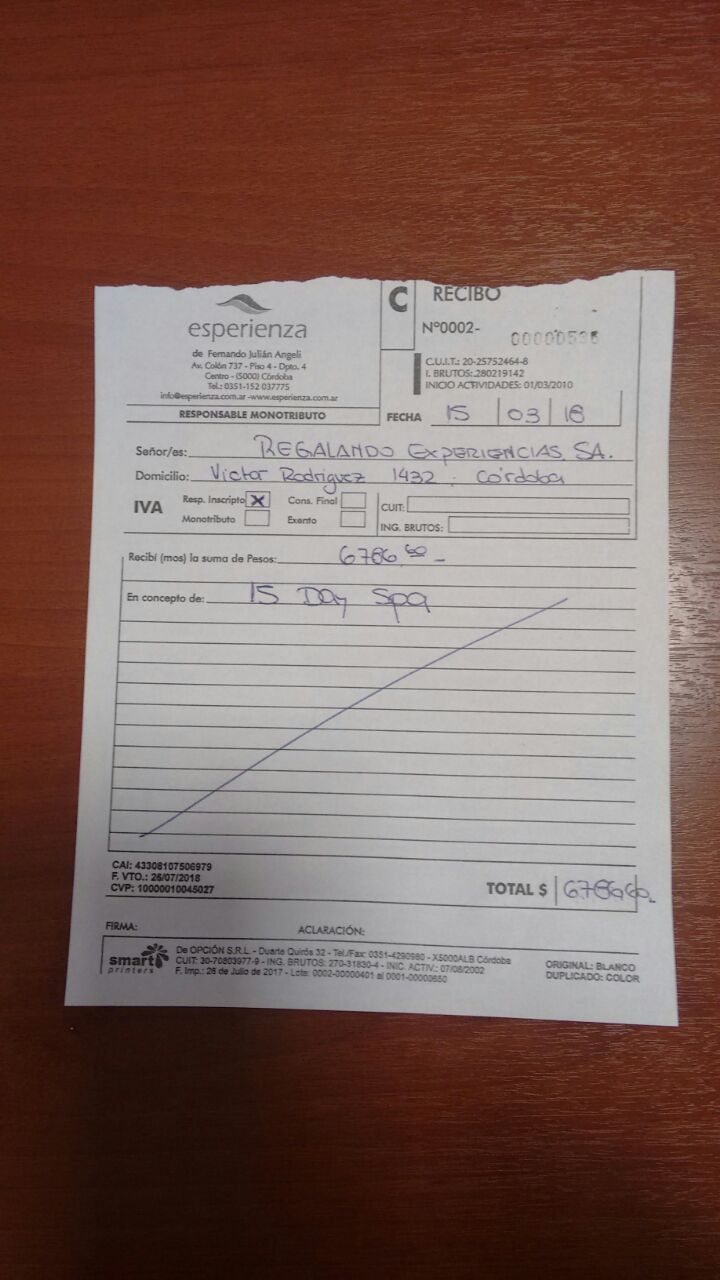 C RECIBO
esperienza
Nº0002- 00000535
de Fernando Julián Angeli
Av. Colón 737 - Piso 4 - Dpto. 4
Centro - (5000) Córdoba
Tel.: 0351-152 037775
info@esperienza.com.ar -www.esperienza.com.ar
C.U.I.T.: 20-25752464-8
I. BRUTOS: 280219142
INICIO ACTIVIDADES: 01/03/2010
RESPONSABLE MONOTRIBUTO
FECHA 15 03 18
Señor/es: REGALANDO EXPERIENCIAS SA.
Domicilio: Victor Rodriguez 1432. Córdoba
IVA Resp. Inscripto X Cons. Final CUIT:
Monotributo Exento ING. BRUTOS:
Recibí (mos) la suma de Pesos: 6786,60 -
En concepto de: 15 Day Spa
CAI: 43308107506979
F. VTO.: 26/07/2018
CVP: 10000010045027
TOTAL $ 6786,60.
FIRMA: ACLARACIÓN:
smart printers
De OPCIÓN S.R.L. - Duarte Quirós 32 - Tel./Fax: 0351-4290980 - X5000ALB Córdoba
CUIT: 30-70803977-9 - ING. BRUTOS: 270-31830-4 - INIC. ACTIV.: 07/08/2002
F. Imp.: 26 de Julio de 2017 - Lote: 0002-00000401 al 0001-00000650
ORIGINAL: BLANCO
DUPLICADO: COLOR